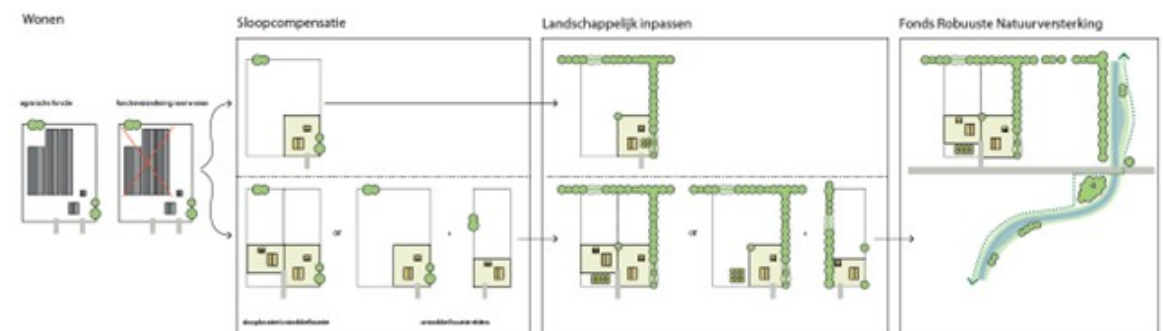 Wonen
Sloopcompensatie
Landschappelijk inpassen
Fonds Robuuste Natuurversterking
agrarische functie
functieverandering naar wonen
of
of